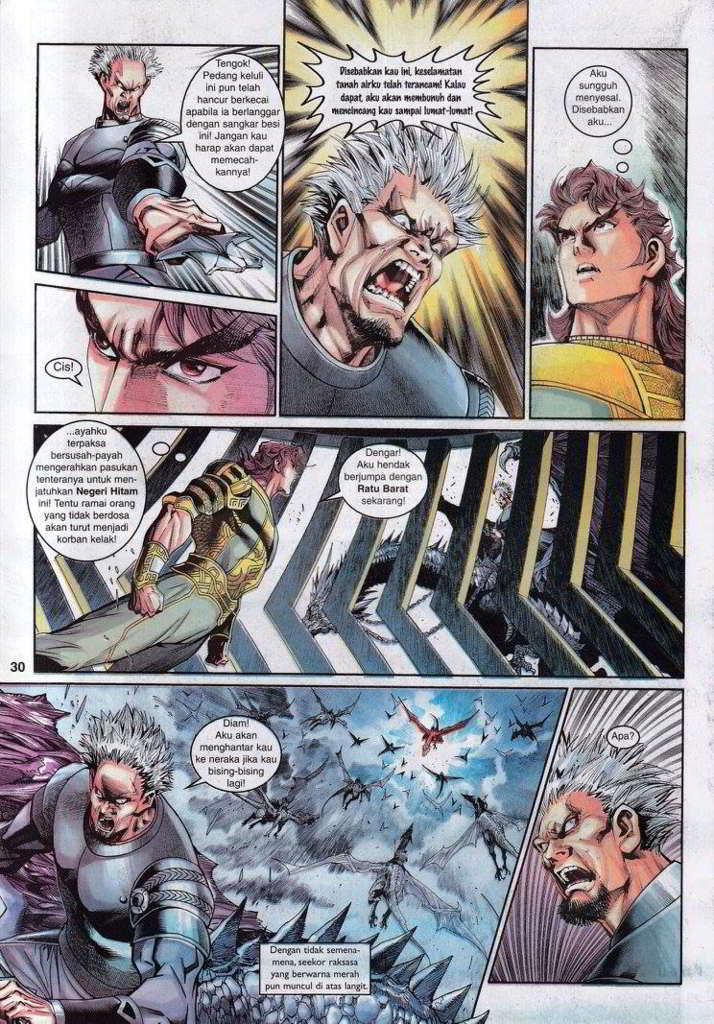 Tengok!
Pedang keluli
ini pun telah
hancur berkecai
apabila ia berlanggar
dengan sangkar besi
ini! Jangan kau
harap akan dapat
memecah-
kannya!
Disebabkan kau ini, keselamatan
tanah airku telah terancam! Kalau
dapat, aku akan membunuh dan
mencincang kau sampai lumat-lumat!
Aku
sungguh
menyesal.
Disebabkan
aku...
Cis!
...ayahku
terpaksa
bersusah-payah
mengerahkan pasukan
tenteranya untuk men-
jatuhkan Negeri Hitam
ini! Tentu ramai orang
yang tidak berdosa
akan turut menjadi
korban kelak!
Dengar!
Aku hendak
berjumpa dengan
Ratu Barat
sekarang!
30
Diam!
Aku akan
menghantar kau
ke neraka jika kau
bising-bising
lagi!
Apa?
Dengan tidak semena-
mena, seekor raksasa
yang berwarna merah
pun muncul di atas langit.